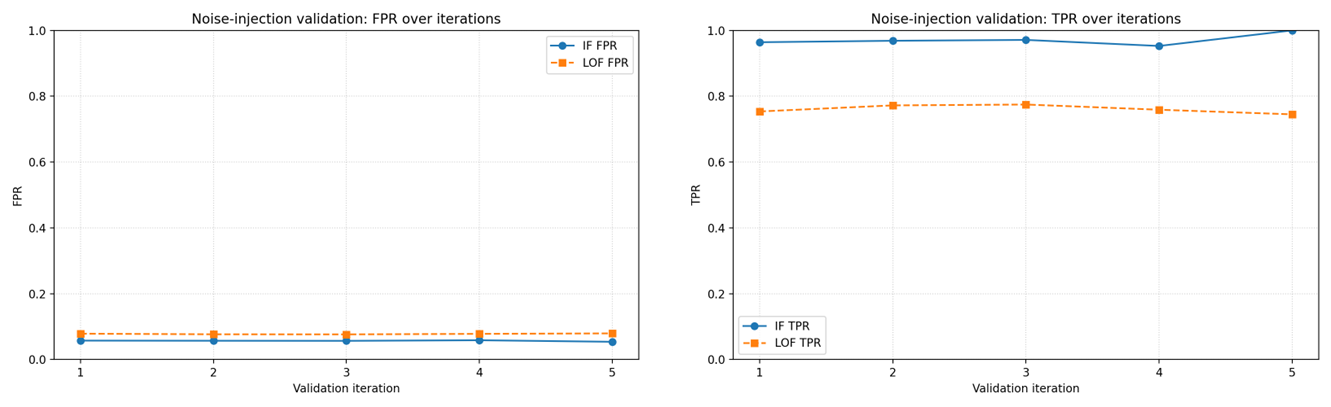 Noise-injection validation: FPR over iterations
1.0
0.8
0.6
0.4
0.2
0.0
FPR
IF FPR
LOF FPR
1 2 3 4 5
Validation iteration
Noise-injection validation: TPR over iterations
1.0
0.8
0.6
0.4
0.2
0.0
TPR
IF TPR
LOF TPR
1 2 3 4 5
Validation iteration